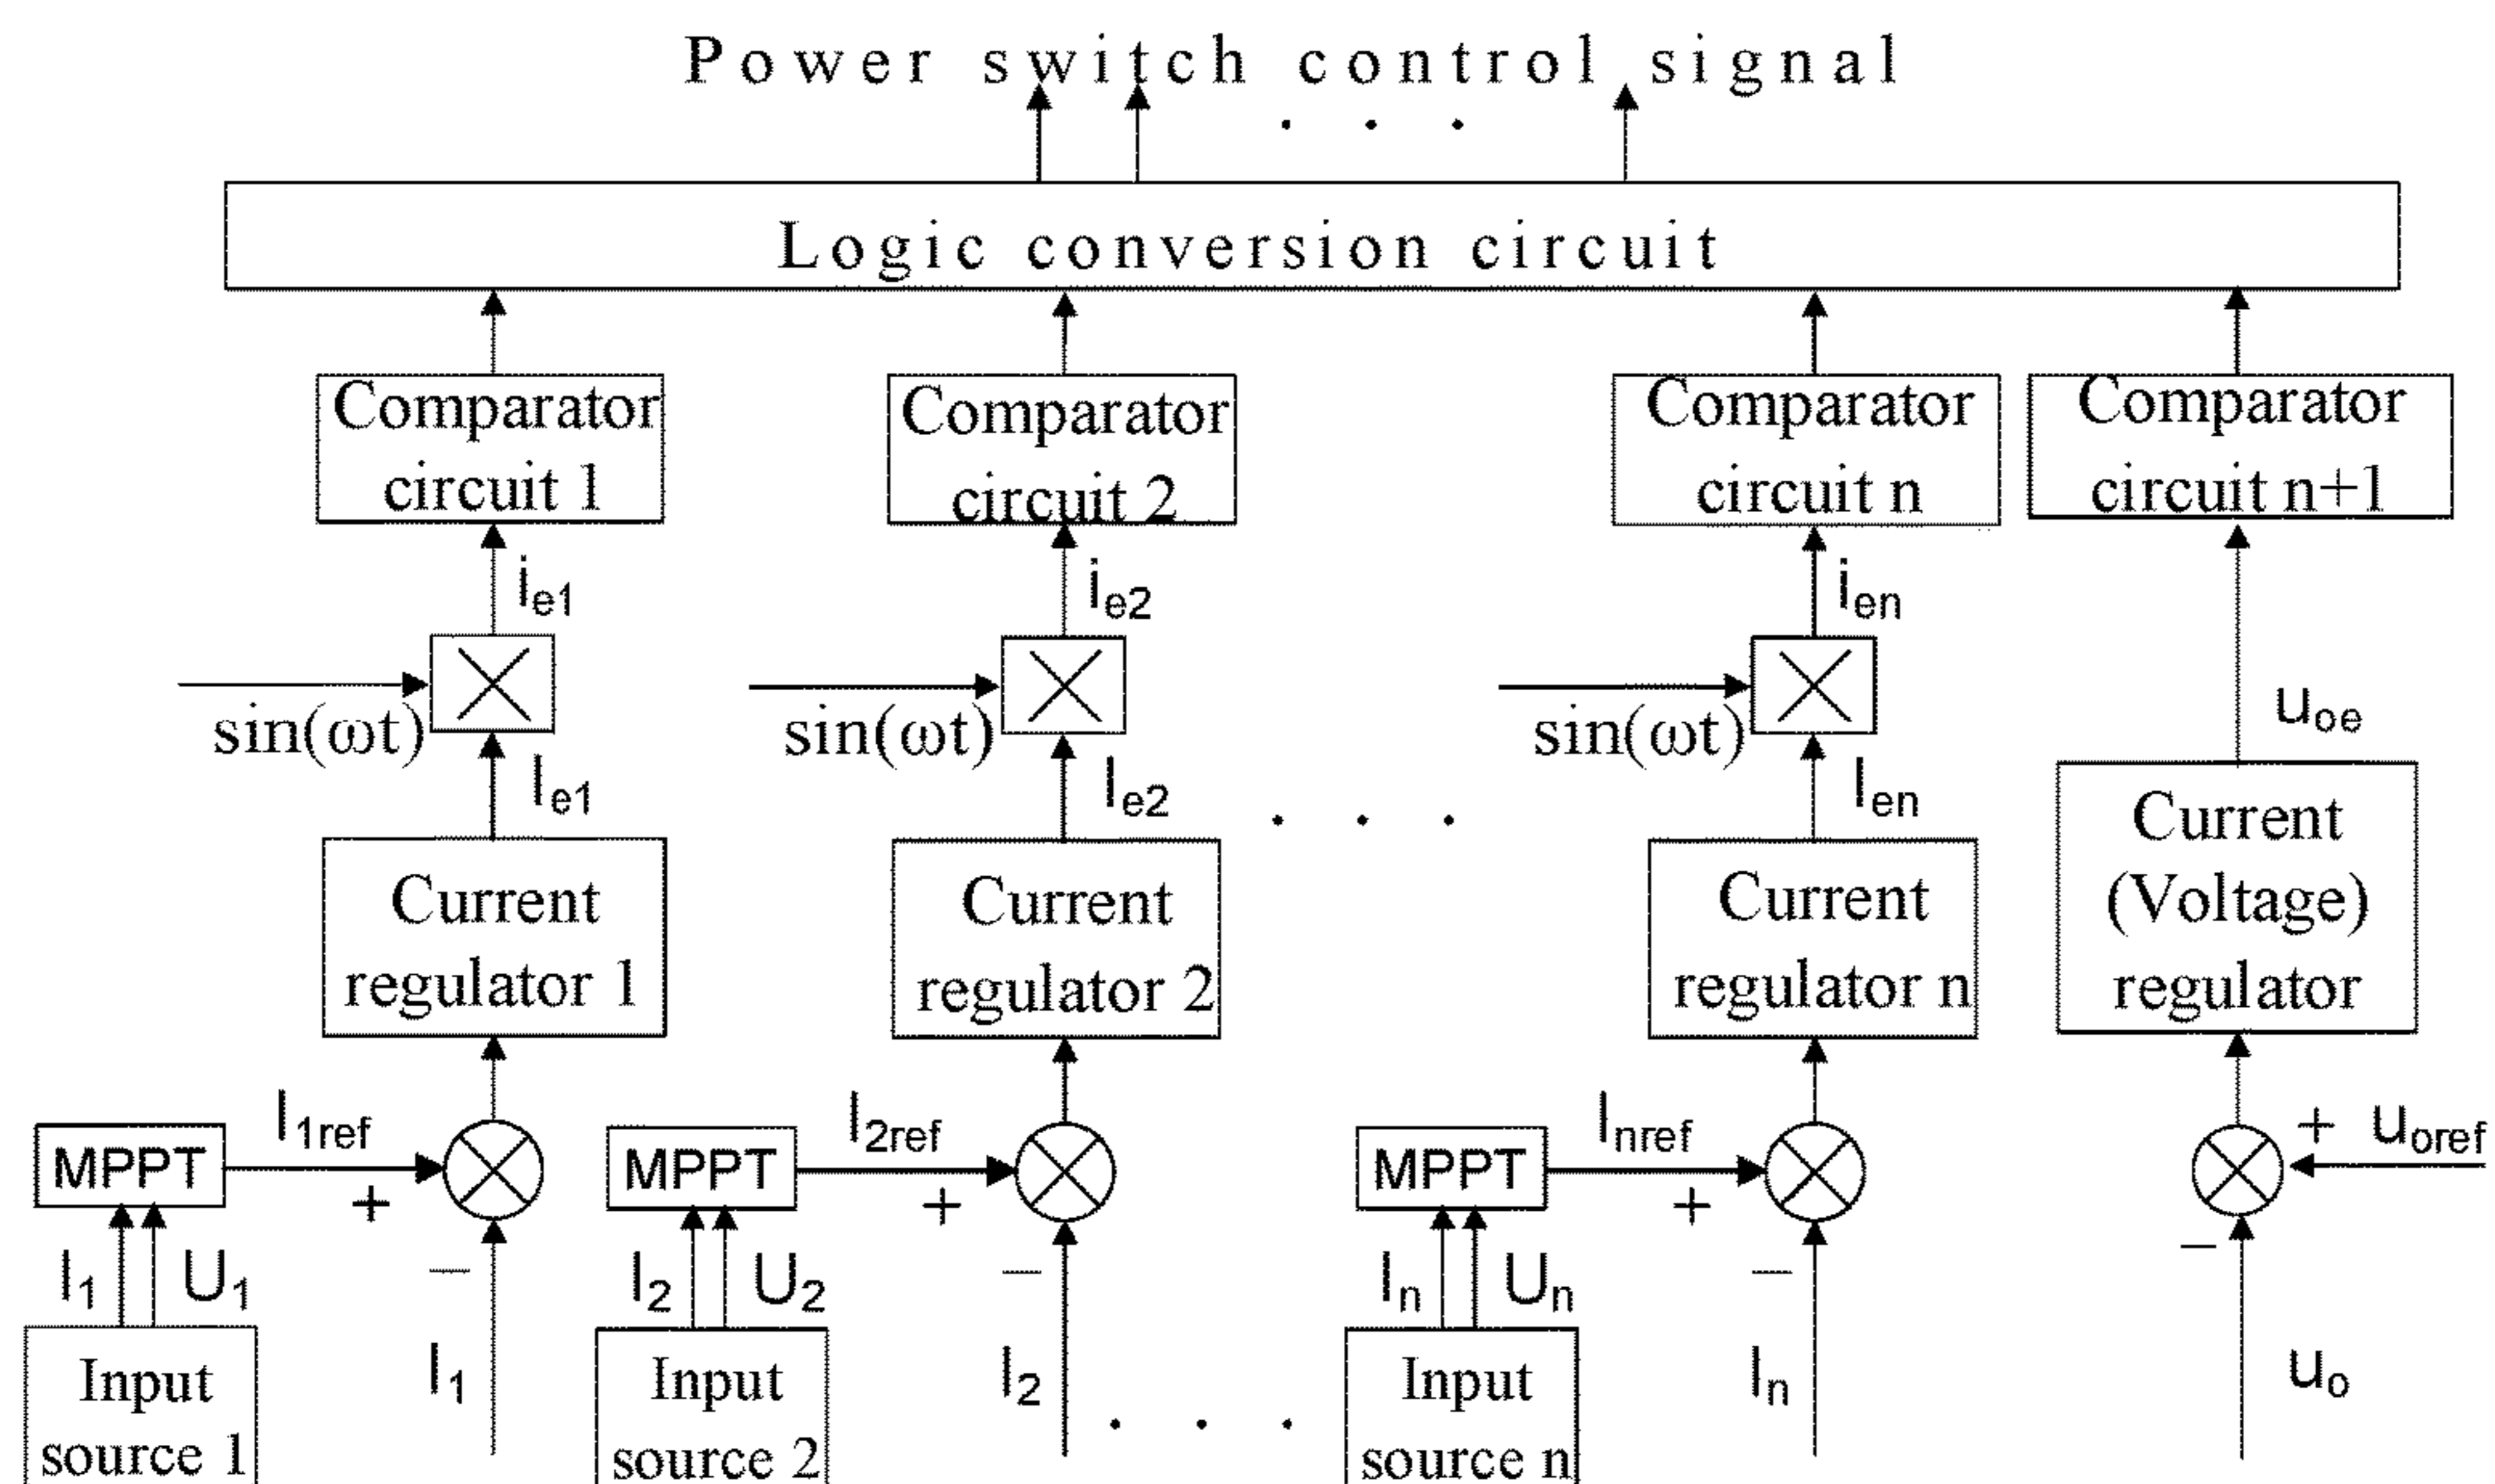 Power switch control signal
. . .
Logic conversion circuit
Comparator
circuit 1
Comparator
circuit 2
Comparator
circuit n
Comparator
circuit n+1
ie1
ie2
ien
uoe
sin(ωt)
sin(ωt)
sin(ωt)
Ie1
Ie2
Ien
. . .
Current
regulator 1
Current
regulator 2
Current
regulator n
Current
(Voltage)
regulator
MPPT
I1ref
+
MPPT
I2ref
+
MPPT
Inref
+
+ uoref
I1 U1
−
I2 U2
−
In Un
−
−
Input
source 1
I1
Input
source 2
I2
. . .
Input
source n
In
uo